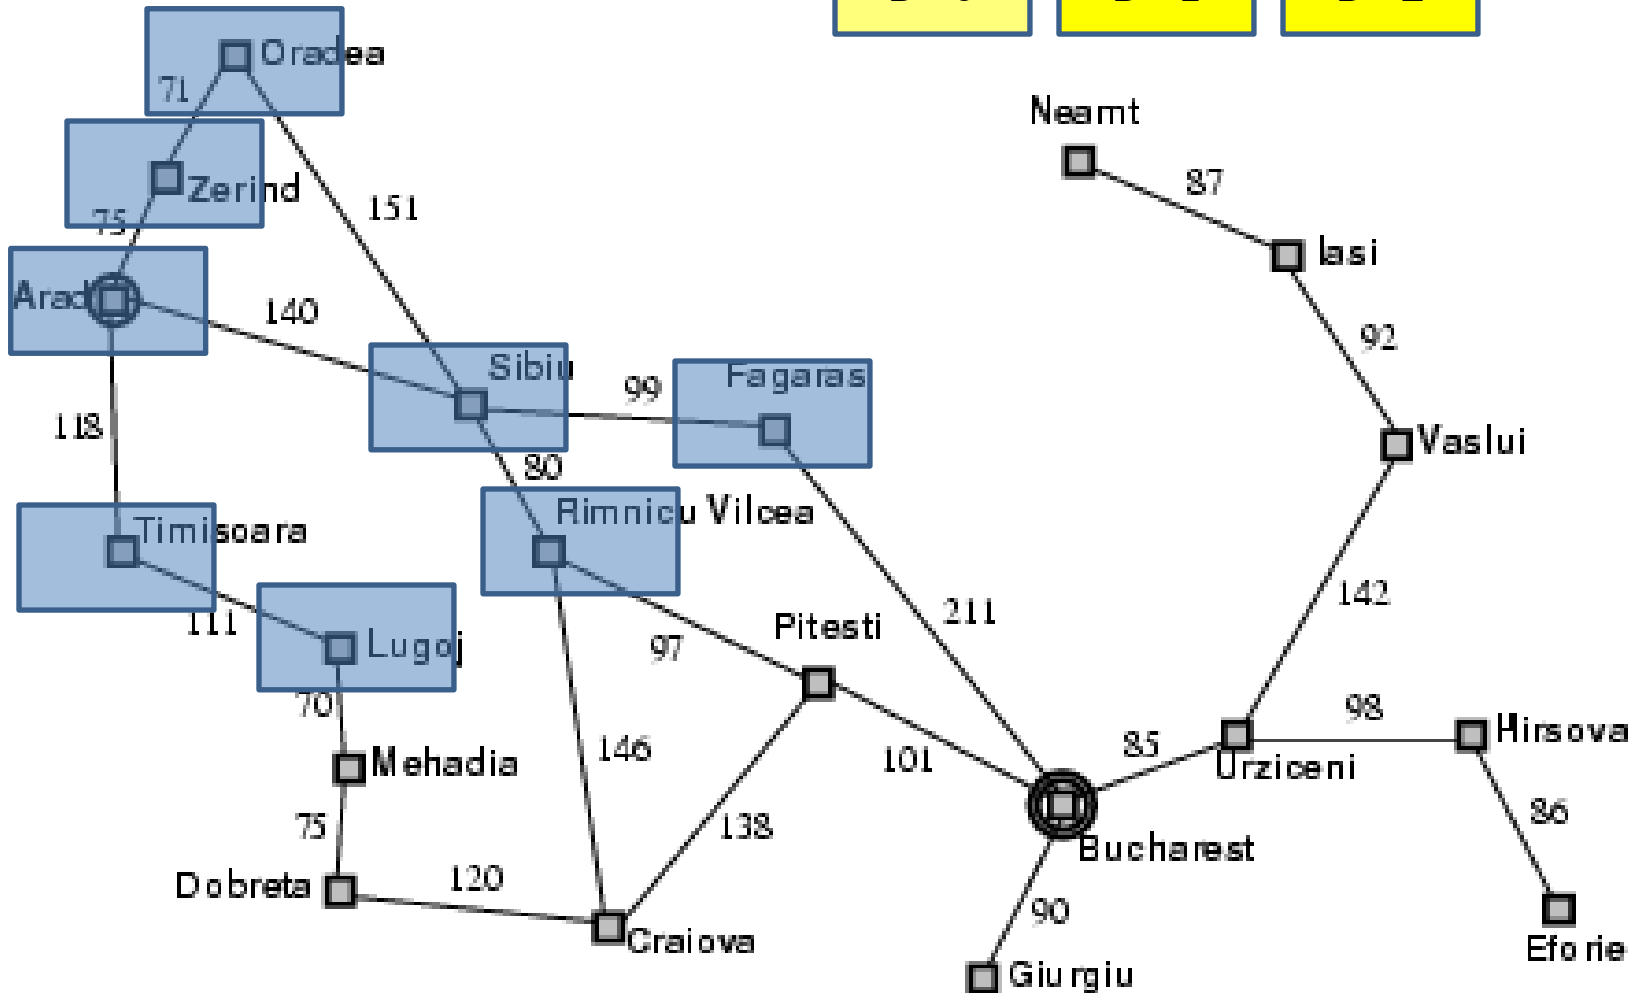 Oradea
71
Neamt
Zerind
87
151
75
Iasi
Arad
140
92
Sibiu
99
Fagaras
118
Vaslui
80
Rimnicu Vilcea
Timisoara
142
111
211
Pitesti
Lugoj
97
70
98
Hirsova
146
85
Mehadia
101
Urziceni
86
75
138
Bucharest
120
Dobreta
90
Craiova
Eforie
Giurgiu